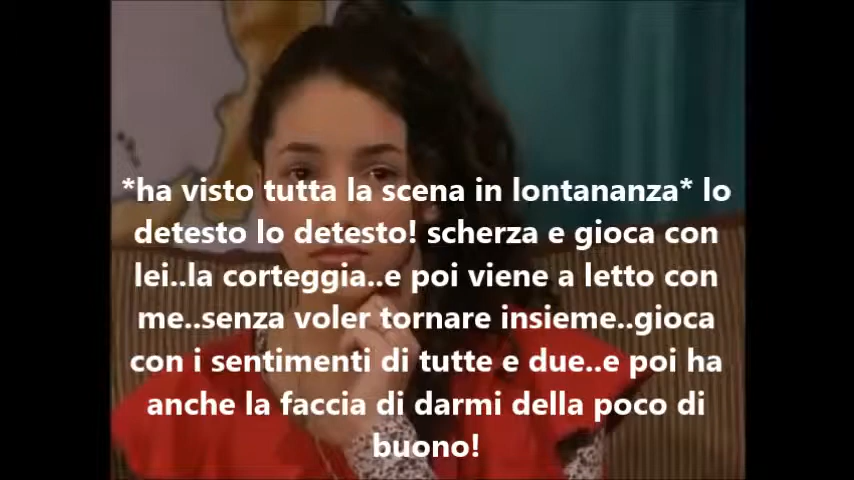 *ha visto tutta la scena in lontananza* lo
detesto lo detesto! scherza e gioca con
lei..la corteggia..e poi viene a letto con
me..senza voler tornare insieme..gioca
con i sentimenti di tutte e due..e poi ha
anche la faccia di darmi della poco di
buono!